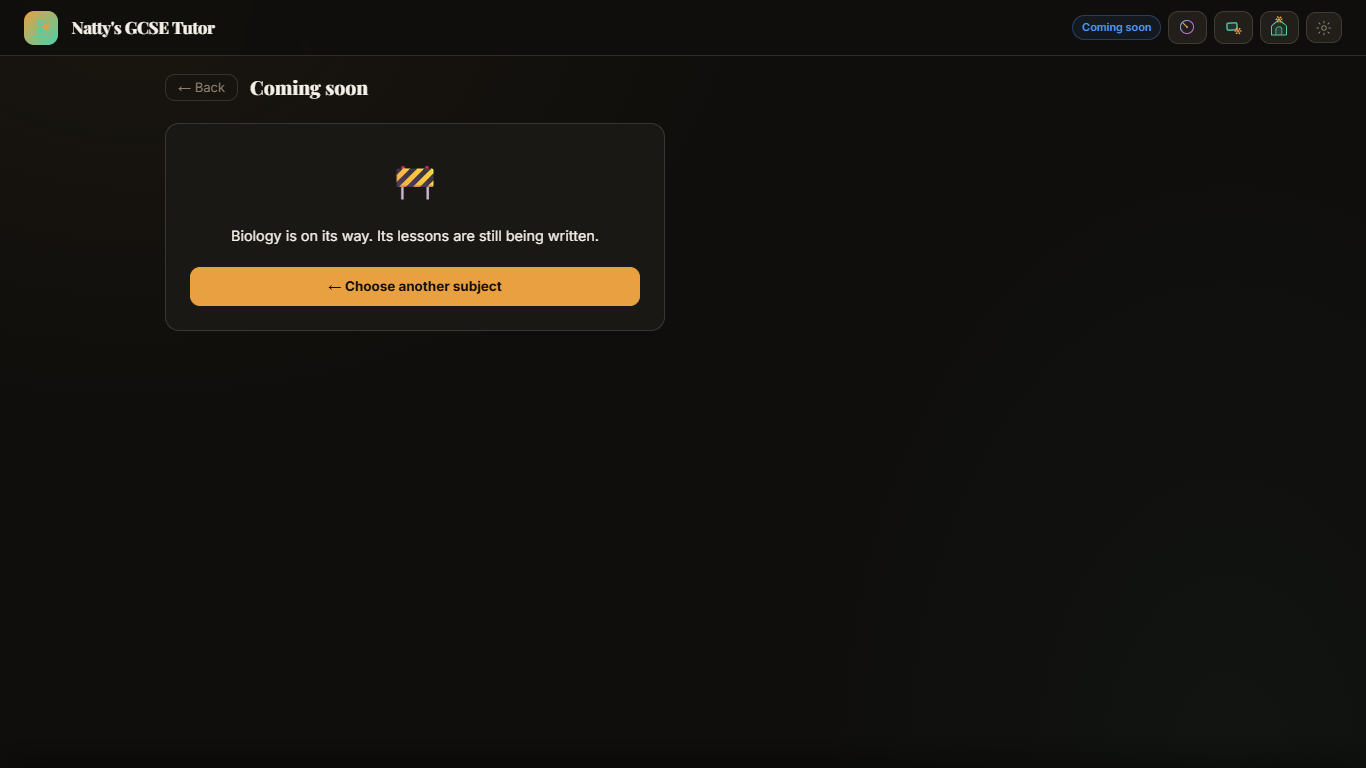 Natty's GCSE Tutor
Coming soon
← Back
Coming soon
Biology is on its way. Its lessons are still being written.
← Choose another subject